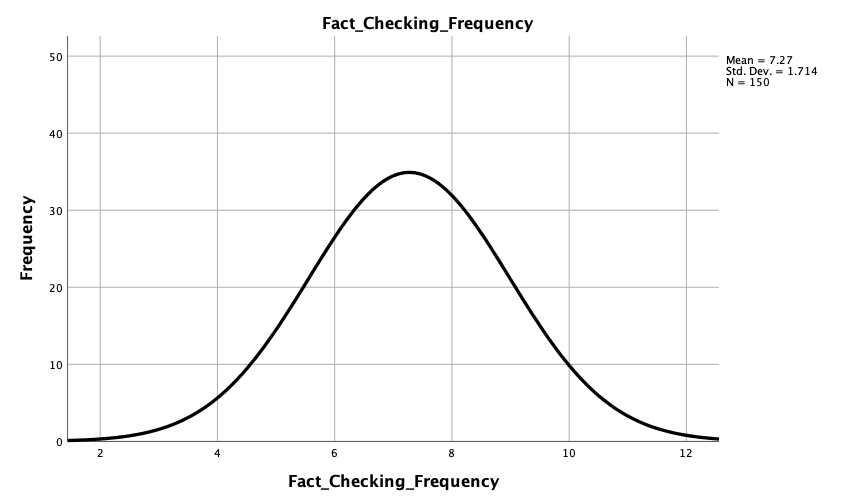 Fact_Checking_Frequency
Mean = 7.27
Std. Dev. = 1.714
N = 150
50
40
30
20
10
0
Frequency
2 4 6 8 10 12
Fact_Checking_Frequency